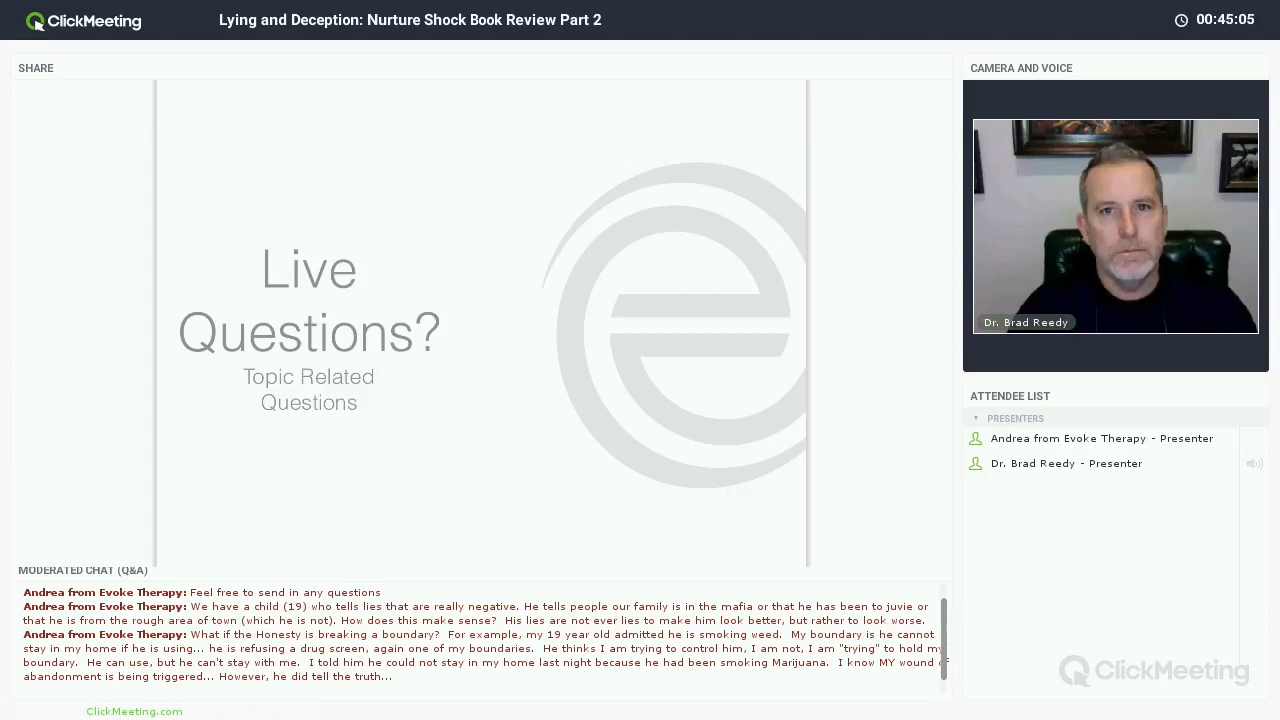 ClickMeeting
Lying and Deception: Nurture Shock Book Review Part 2
00:45:05
SHARE
CAMERA AND VOICE
Live
Questions?
Topic Related
Questions
Dr. Brad Reedy
ATTENDEE LIST
PRESENTERS
Andrea from Evoke Therapy - Presenter
Dr. Brad Reedy - Presenter
MODERATED CHAT (Q&A)
Andrea from Evoke Therapy: Feel free to send in any questions
Andrea from Evoke Therapy: We have a child (19) who tells lies that are really negative. He tells people our family is in the mafia or that he has been to juvie or
that he is from the rough area of town (which he is not). How does this make sense?  His lies are not ever lies to make him look better, but rather to look worse.
Andrea from Evoke Therapy: What if the Honesty is breaking a boundary?  For example, my 19 year old admitted he is smoking weed.  My boundary is he cannot
stay in my home if he is using... he is refusing a drug screen, again one of my boundaries.  He thinks I am trying to control him, I am not, I am "trying" to hold my
boundary.  He can use, but he can't stay with me.  I told him he could not stay in my home last night because he had been smoking Marijuana.  I know MY wound of
abandonment is being triggered... However, he did tell the truth...
ClickMeeting
ClickMeeting.com